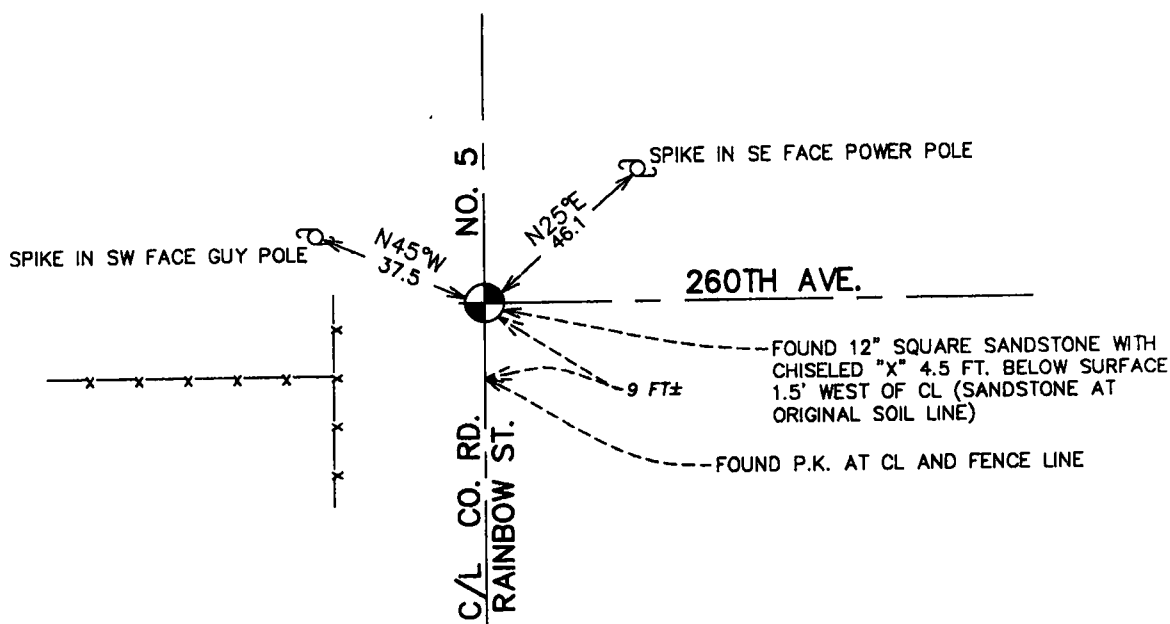 SPIKE IN SE FACE POWER POLE
N25°E
46.1
SPIKE IN SW FACE GUY POLE
N45°W
37.5
C/L CO. RD. NO. 5
RAINBOW ST.
260TH AVE.
FOUND 12" SQUARE SANDSTONE WITH
CHISELED "X" 4.5 FT. BELOW SURFACE
1.5' WEST OF CL (SANDSTONE AT
ORIGINAL SOIL LINE)
9 FT±
FOUND P.K. AT CL AND FENCE LINE